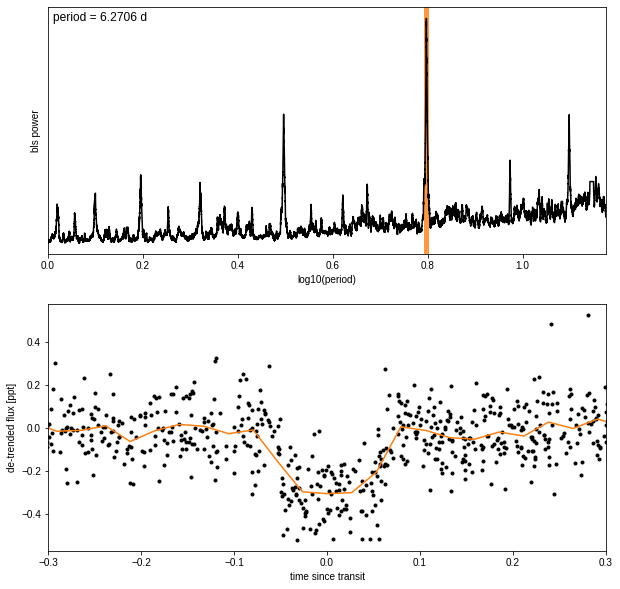 period = 6.2706 d
bls power
0.0 0.2 0.4 0.6 0.8 1.0
log10(period)
0.4
0.2
0.0
−0.2
−0.4
de-trended flux [ppt]
−0.3 −0.2 −0.1 0.0 0.1 0.2 0.3
time since transit